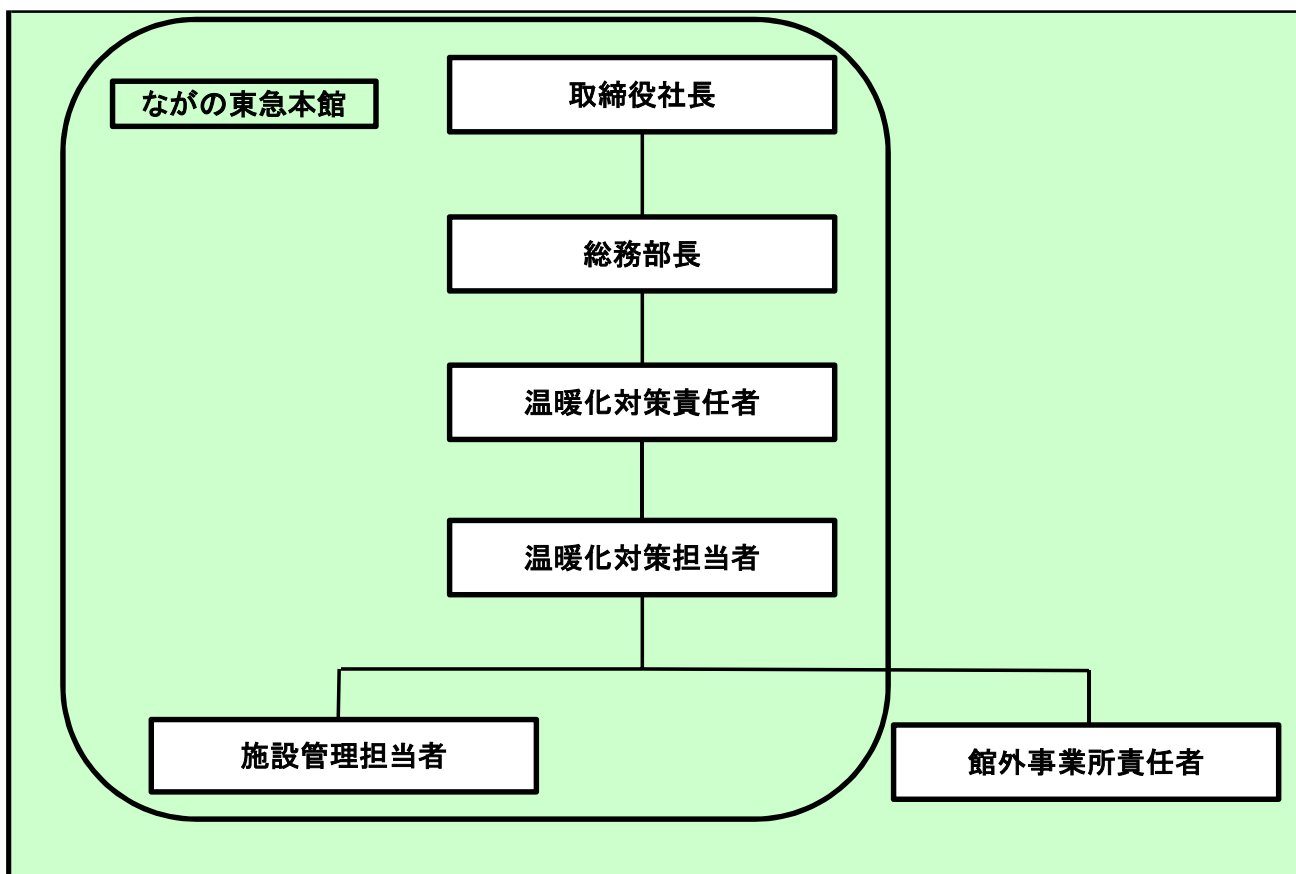 ながの東急本館
取締役社長
総務部長
温暖化対策責任者
温暖化対策担当者
施設管理担当者
館外事業所責任者